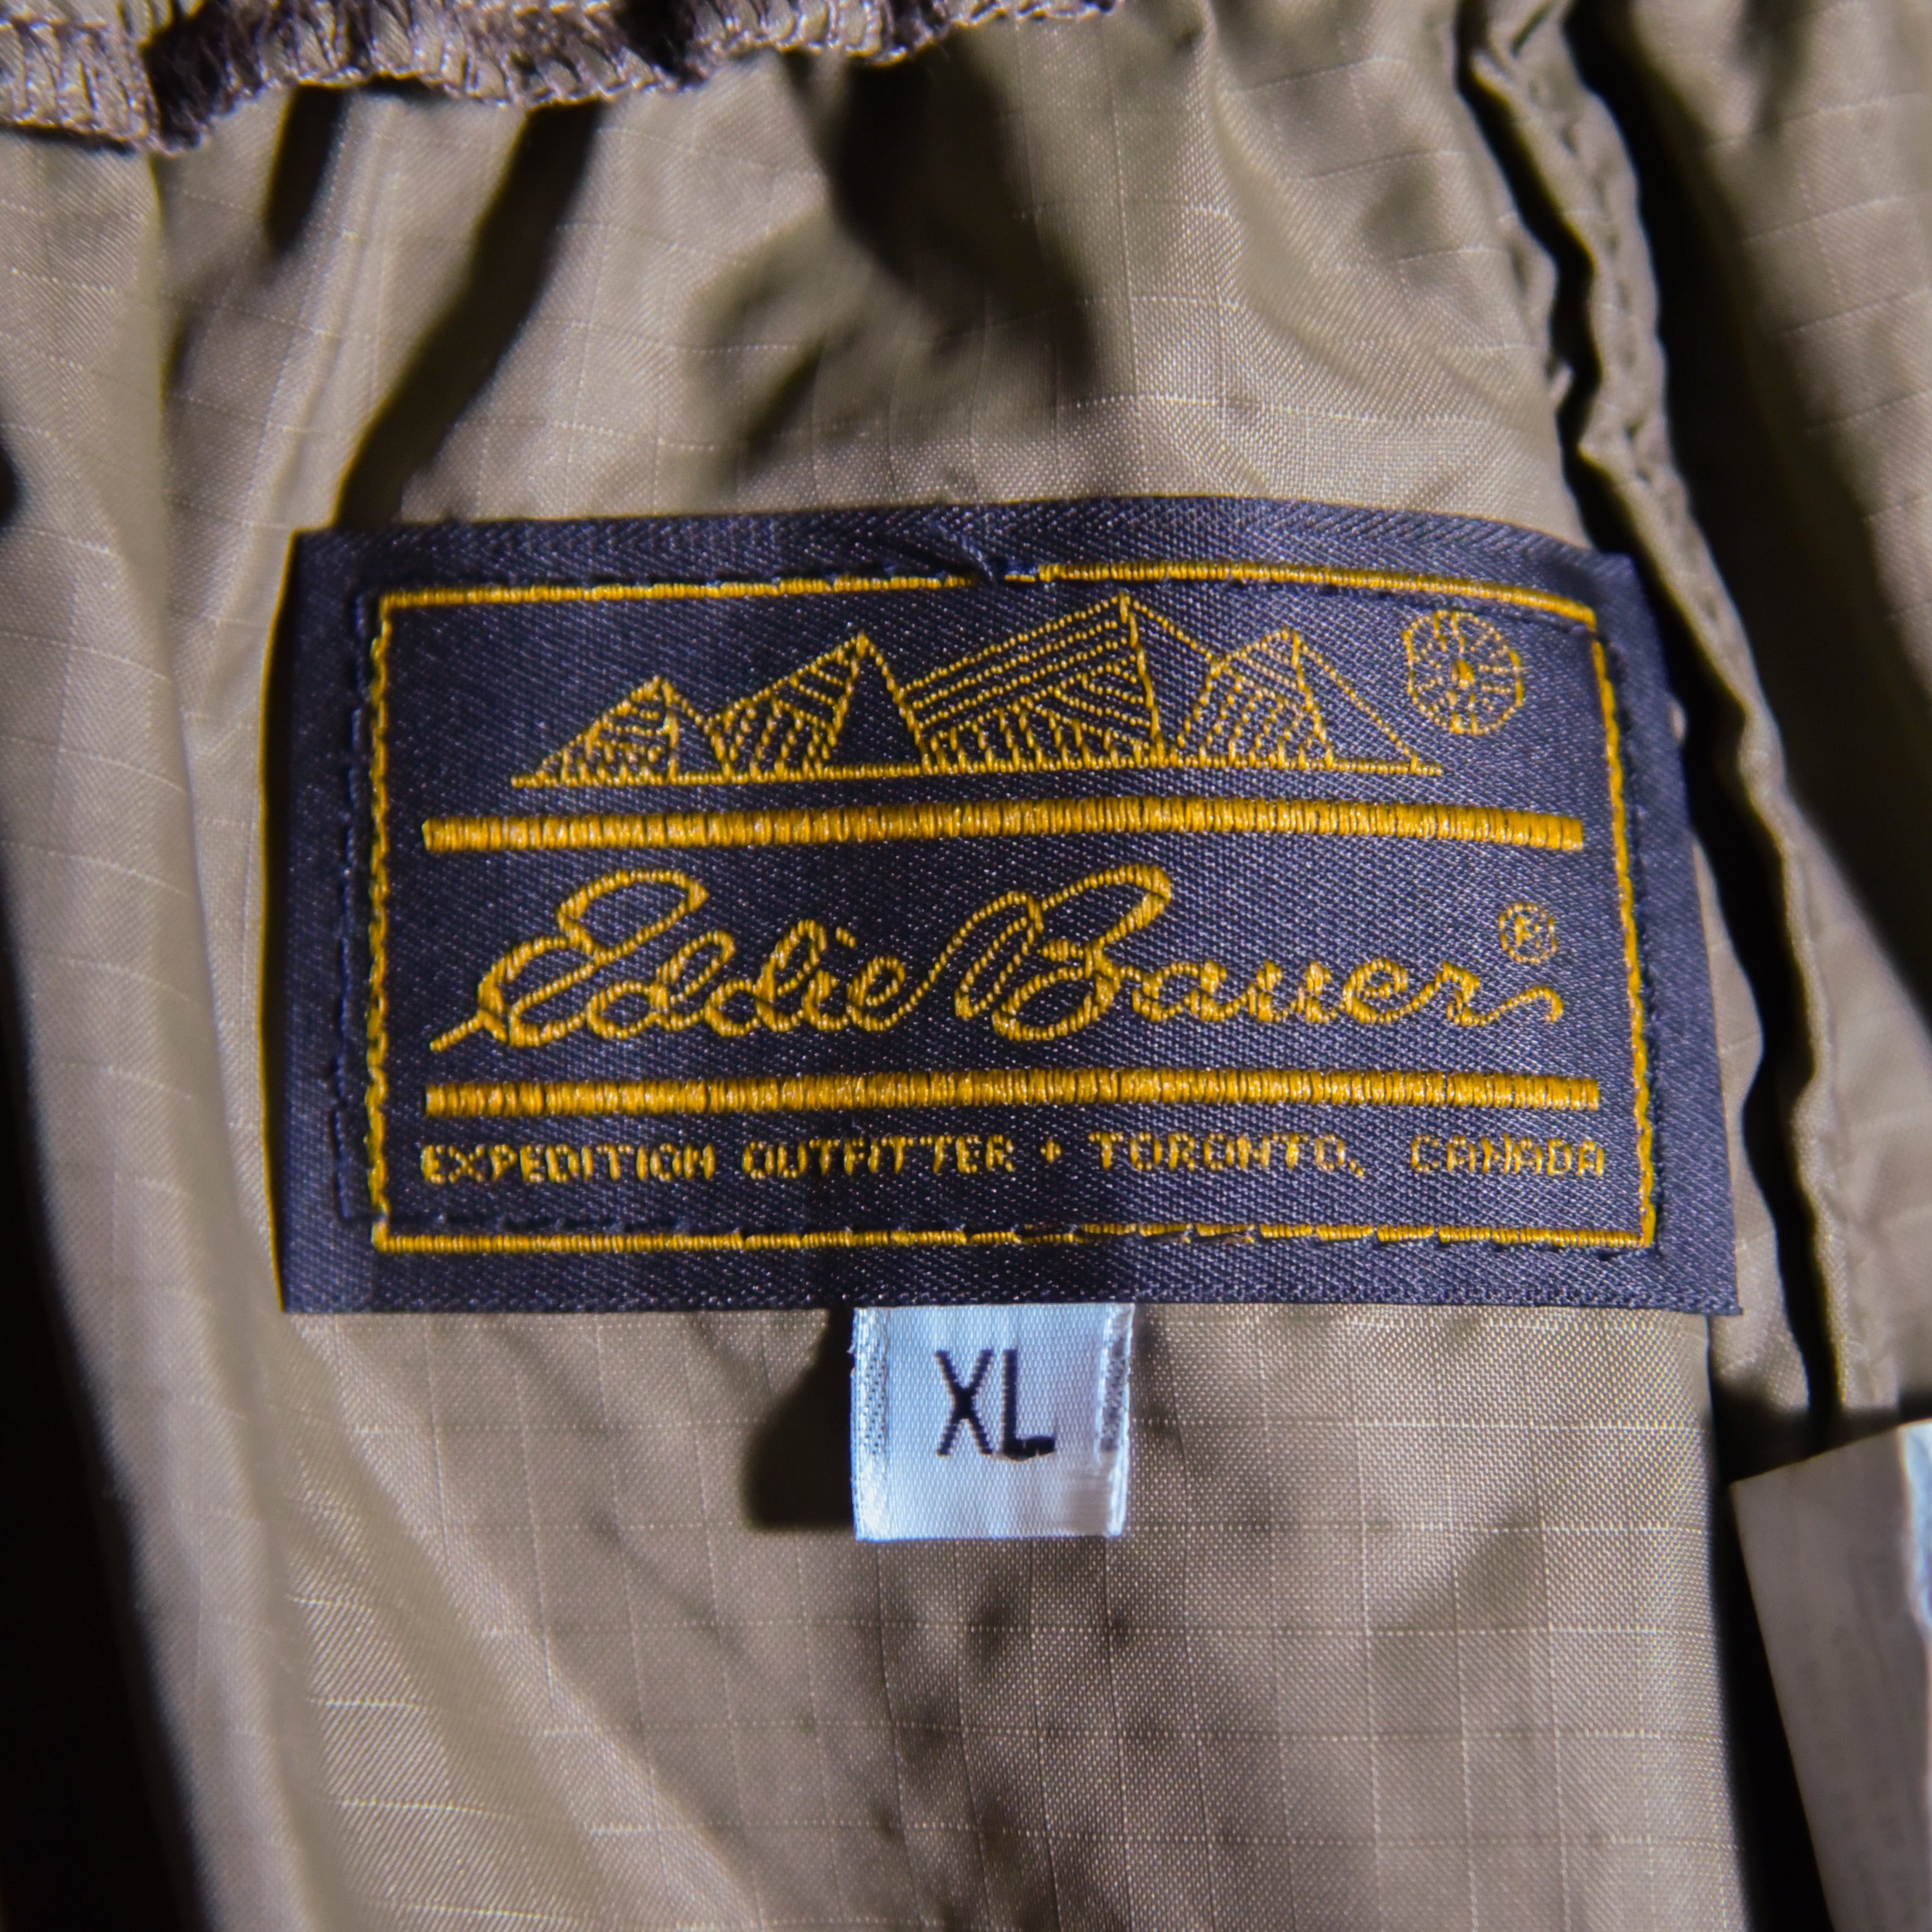 Eddie Bauer®
EXPEDITION OUTFITTER + TORONTO, CANADA
XL